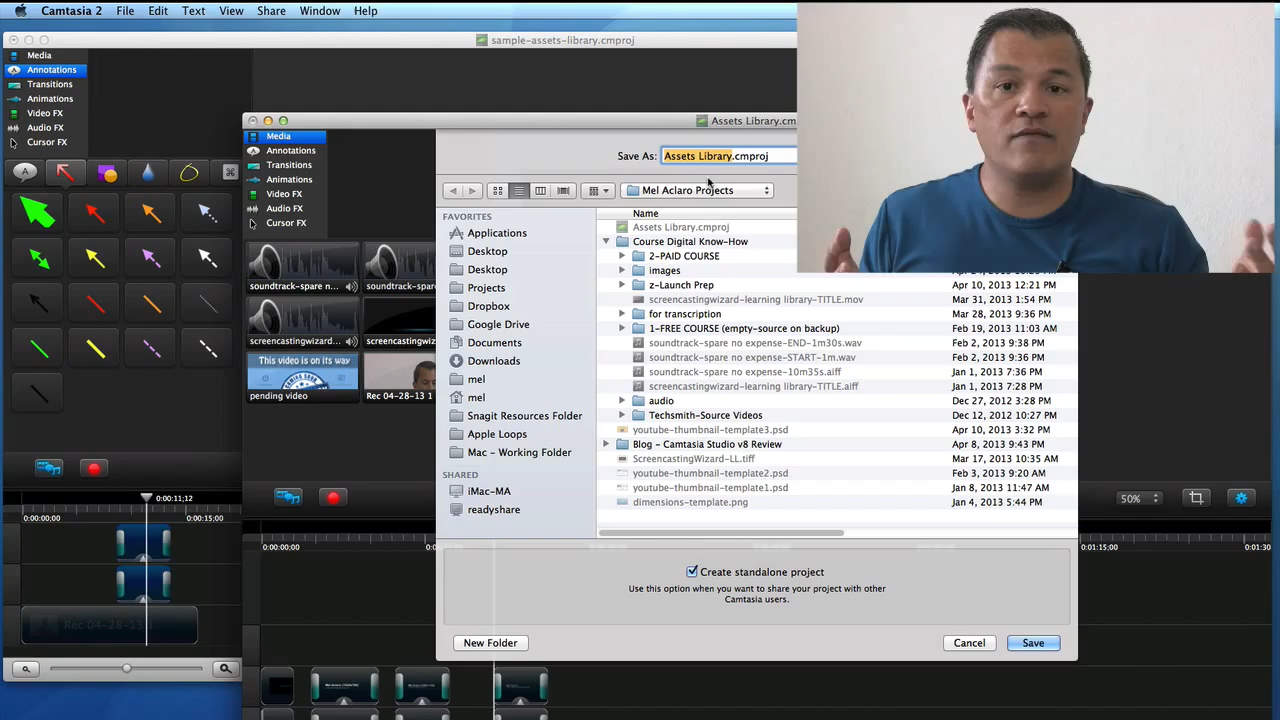 Camtasia 2 File Edit Text View Share Window Help
sample-assets-library.cmproj
Media
Annotations
Transitions
Animations
Video FX
Audio FX
Cursor FX
0:00:11;12
0:00:00;00 0:00:15;00
Assets Library.cm
Media
Annotations
Transitions
Animations
Video FX
Audio FX
Cursor FX
soundtrack-spare n... soundtrack-spare
screencastingwizard... screencastingwizard
This video is on its way
pending video Rec 04-28-13 1
0:00:00;00
Save As: Assets Library.cmproj
Mel Aclaro Projects
FAVORITES
Applications
Desktop
Desktop
Projects
Dropbox
Google Drive
Documents
Downloads
mel
mel
Snagit Resources Folder
Apple Loops
Mac - Working Folder
SHARED
iMac-MA
readyshare
Name
Assets Library.cmproj
Course Digital Know-How
2-PAID COURSE
images
z-Launch Prep Apr 10, 2013 12:21 PM
screencastingwizard-learning library-TITLE.mov Mar 31, 2013 1:54 PM
for transcription Mar 28, 2013 9:36 PM
1-FREE COURSE (empty-source on backup) Feb 19, 2013 11:03 AM
soundtrack-spare no expense-END-1m30s.wav Feb 2, 2013 9:38 PM
soundtrack-spare no expense-START-1m.wav Feb 2, 2013 9:36 PM
soundtrack-spare no expense-10m35s.aiff Jan 1, 2013 7:36 PM
screencastingwizard-learning library-TITLE.aiff Jan 1, 2013 7:28 PM
audio Dec 27, 2012 3:28 PM
Techsmith-Source Videos Dec 12, 2012 10:27 PM
youtube-thumbnail-template3.psd Apr 10, 2013 3:32 PM
Blog - Camtasia Studio v8 Review Apr 8, 2013 9:43 PM
ScreencastingWizard-LL.tiff Mar 17, 2013 10:35 AM
youtube-thumbnail-template2.psd Feb 3, 2013 9:20 AM
youtube-thumbnail-template1.psd Jan 8, 2013 11:47 AM
dimensions-template.png Jan 4, 2013 5:44 PM
Create standalone project
Use this option when you want to share your project with other
Camtasia users.
New Folder Cancel Save
50%
0:01:15;00 0:01:30